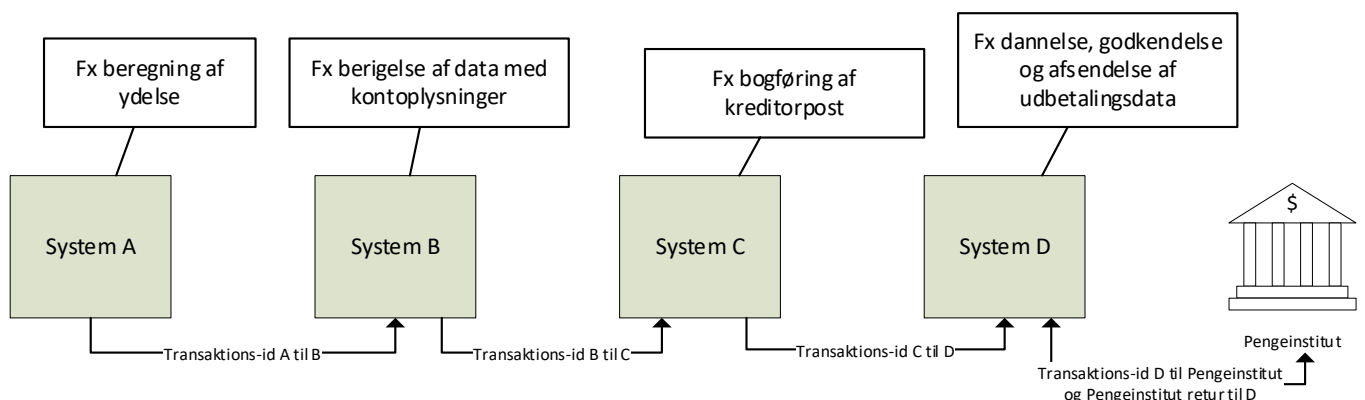 Fx beregning af
ydelse
Fx berigelse af data med
kontoplysninger
Fx bogføring af
kreditorpost
Fx dannelse, godkendelse
og afsendelse af
udbetalingsdata
System A
System B
System C
System D
$
Transaktions-id A til B
Transaktions-id B til C
Transaktions-id C til D
Pengeinstitut
Transaktions-id D til Pengeinstitut
og Pengeinstitut retur til D